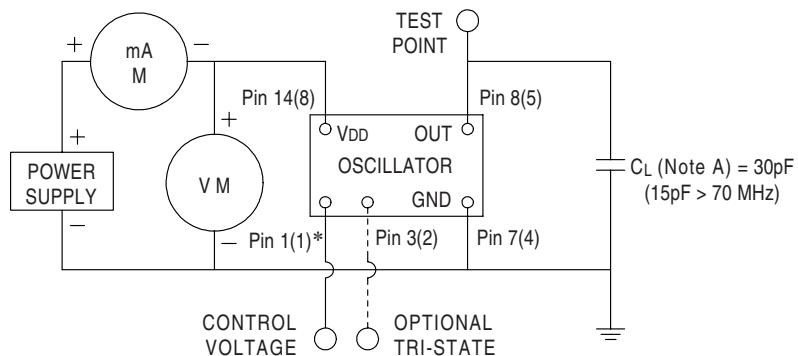 TEST
POINT
+
mA
M
−
Pin 14(8)
Pin 8(5)
+
POWER
SUPPLY
−
+
V M
−
VDD
OUT
OSCILLATOR
GND
CL (Note A) = 30pF
(15pF > 70 MHz)
Pin 1(1)*
Pin 3(2)
Pin 7(4)
CONTROL
VOLTAGE
OPTIONAL
TRI-STATE